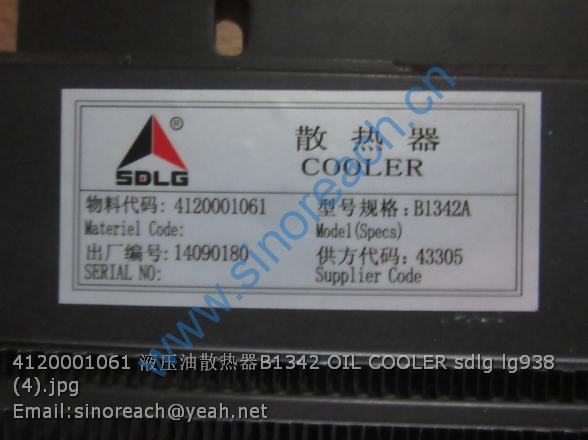 ®
SDLG
散热器
COOLER
物料代码: 4120001061
Materiel Code:
型号规格: B1342A
Model(Specs)
出厂编号: 14090180
SERIAL NO:
供方代码: 43305
Supplier Code
www.sinoreach.cn
4120001061 液压油散热器B1342 OIL COOLER sdlg lg938
(4).jpg
Email:sinoreach@yeah.net